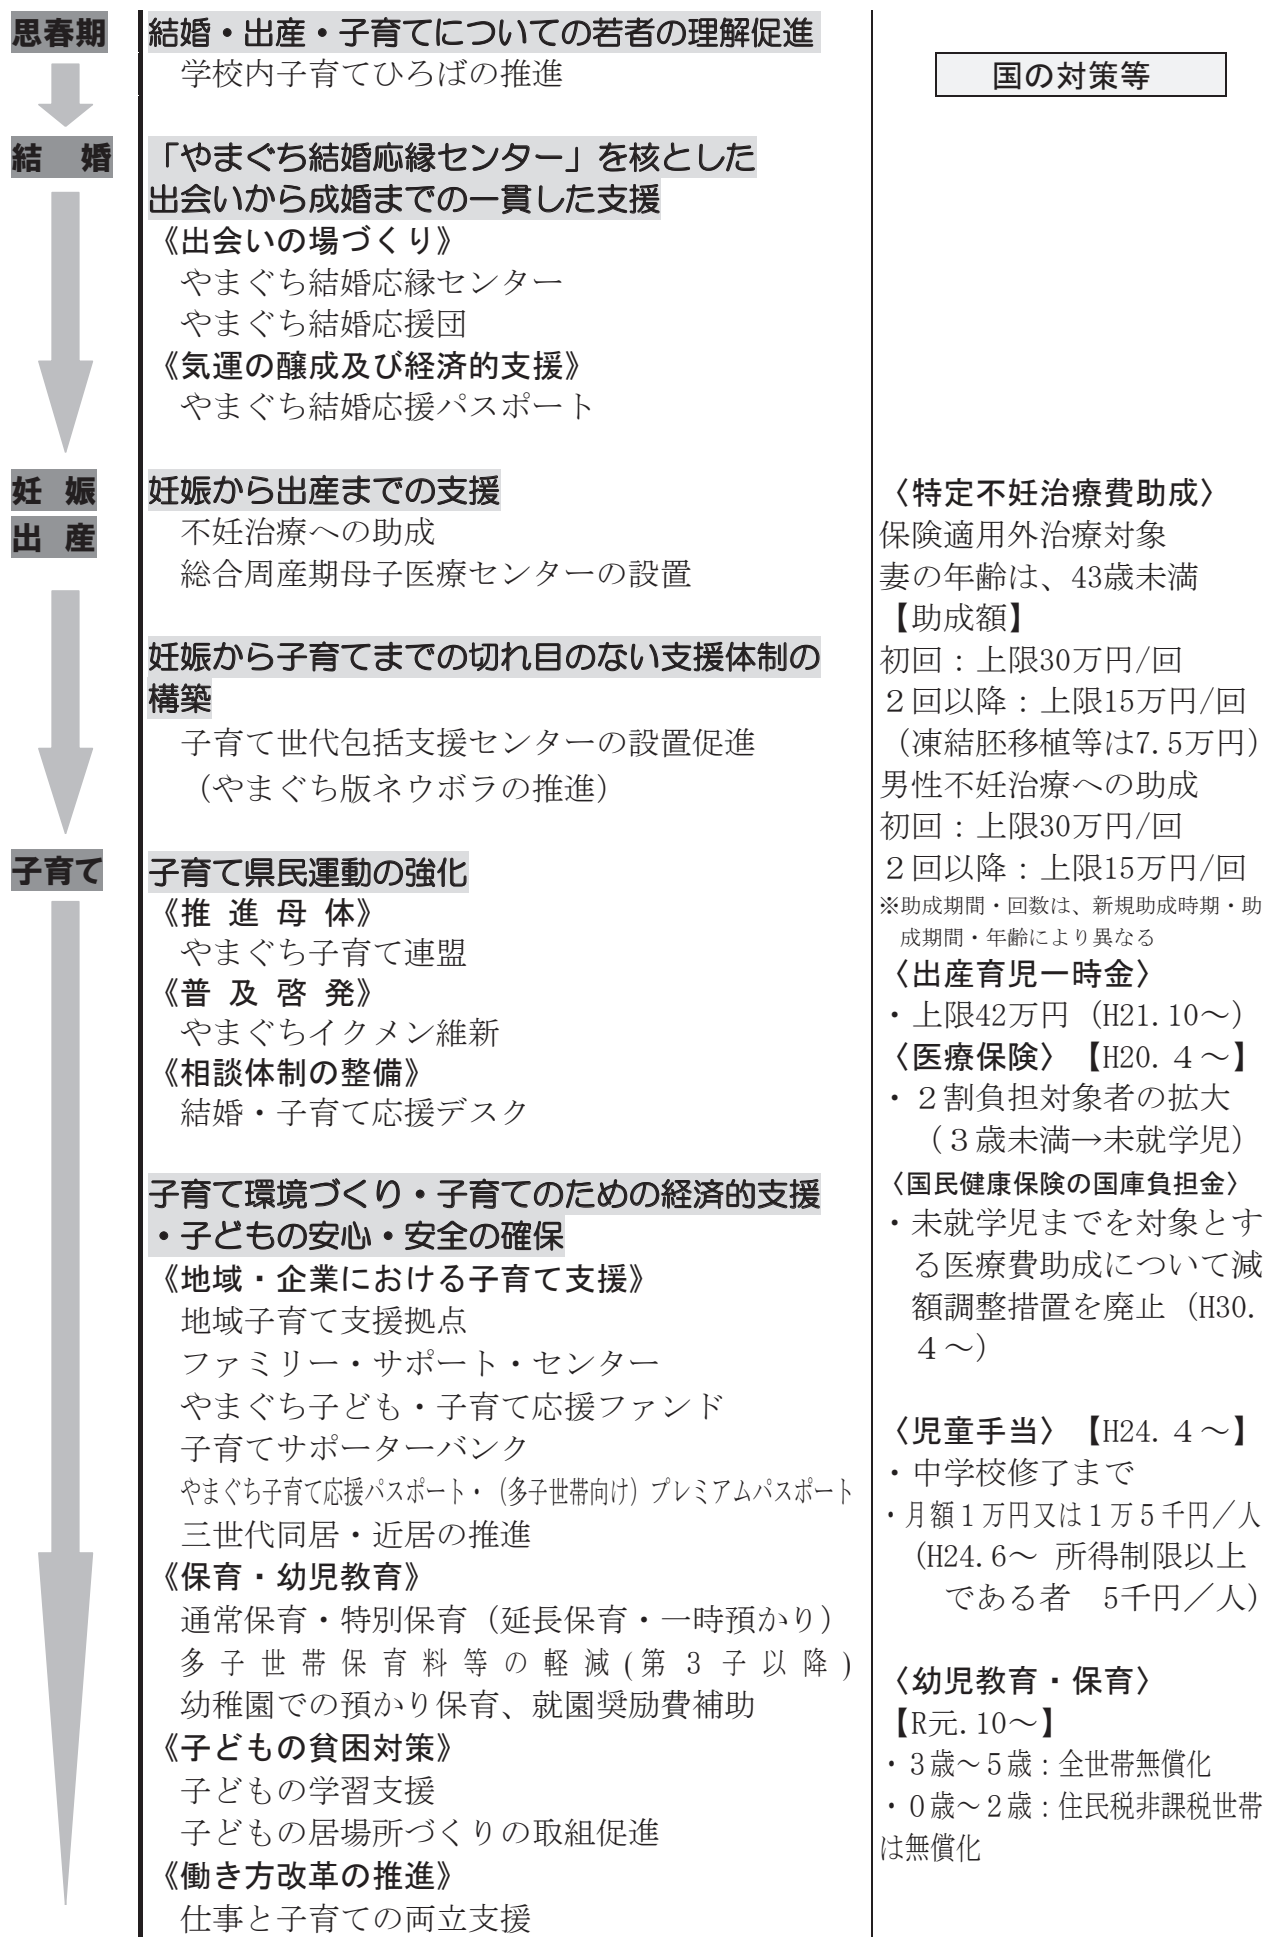 思春期
結婚・出産・子育てについての若者の理解促進
学校内子育てひろばの推進
結　婚
「やまぐち結婚応縁センター」を核とした
出会いから成婚までの一貫した支援
《出会いの場づくり》
やまぐち結婚応縁センター
やまぐち結婚応援団
《気運の醸成及び経済的支援》
やまぐち結婚応援パスポート
妊　娠
出　産
妊娠から出産までの支援
不妊治療への助成
総合周産期母子医療センターの設置
妊娠から子育てまでの切れ目のない支援体制の
構築
子育て世代包括支援センターの設置促進
（やまぐち版ネウボラの推進）
子育て
子育て県民運動の強化
《推 進 母 体》
やまぐち子育て連盟
《普 及 啓 発》
やまぐちイクメン維新
《相談体制の整備》
結婚・子育て応援デスク
子育て環境づくり・子育てのための経済的支援
・子どもの安心・安全の確保
《地域・企業における子育て支援》
地域子育て支援拠点
ファミリー・サポート・センター
やまぐち子ども・子育て応援ファンド
子育てサポーターバンク
やまぐち子育て応援パスポート・（多子世帯向け）プレミアムパスポート
三世代同居・近居の推進
《保育・幼児教育》
通常保育・特別保育（延長保育・一時預かり）
多子世帯保育料等の軽減(第３子以降)
幼稚園での預かり保育、就園奨励費補助
《子どもの貧困対策》
子どもの学習支援
子どもの居場所づくりの取組促進
《働き方改革の推進》
仕事と子育ての両立支援
国の対策等
〈特定不妊治療費助成〉
保険適用外治療対象
妻の年齢は、43歳未満
【助成額】
初回：上限30万円/回
２回以降：上限15万円/回
（凍結胚移植等は7.5万円）
男性不妊治療への助成
初回：上限30万円/回
２回以降：上限15万円/回
※助成期間・回数は、新規助成時期・助
成期間・年齢により異なる
〈出産育児一時金〉
・上限42万円（H21.10～）
〈医療保険〉【H20.４～】
・２割負担対象者の拡大
（３歳未満→未就学児）
〈国民健康保険の国庫負担金〉
・未就学児までを対象とす
る医療費助成について減
額調整措置を廃止（H30.
４～）
〈児童手当〉【H24.４～】
・中学校修了まで
・月額１万円又は１万５千円／人
（H24.6～ 所得制限以上
である者　5千円／人）
〈幼児教育・保育〉
【R元.10～】
・３歳～５歳：全世帯無償化
・０歳～２歳：住民税非課税世帯
は無償化